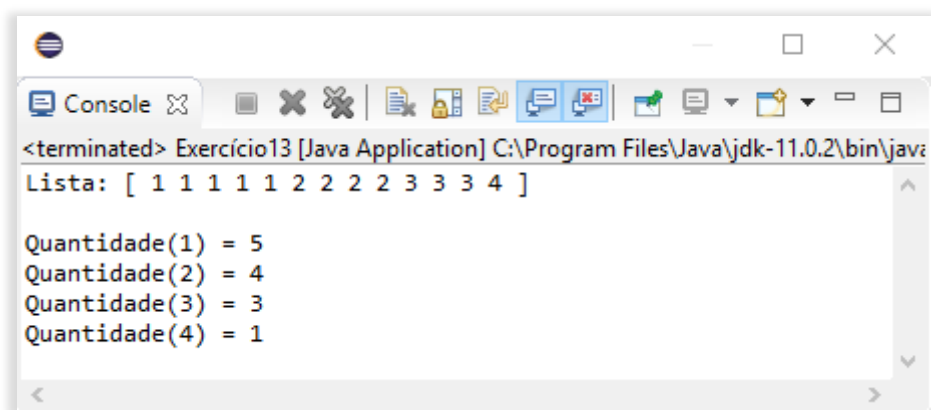 Console
<terminated> Exercício13 [Java Application] C:\Program Files\Java\jdk-11.0.2\bin\java
Lista: [ 1 1 1 1 1 2 2 2 2 3 3 3 4 ]
Quantidade(1) = 5
Quantidade(2) = 4
Quantidade(3) = 3
Quantidade(4) = 1